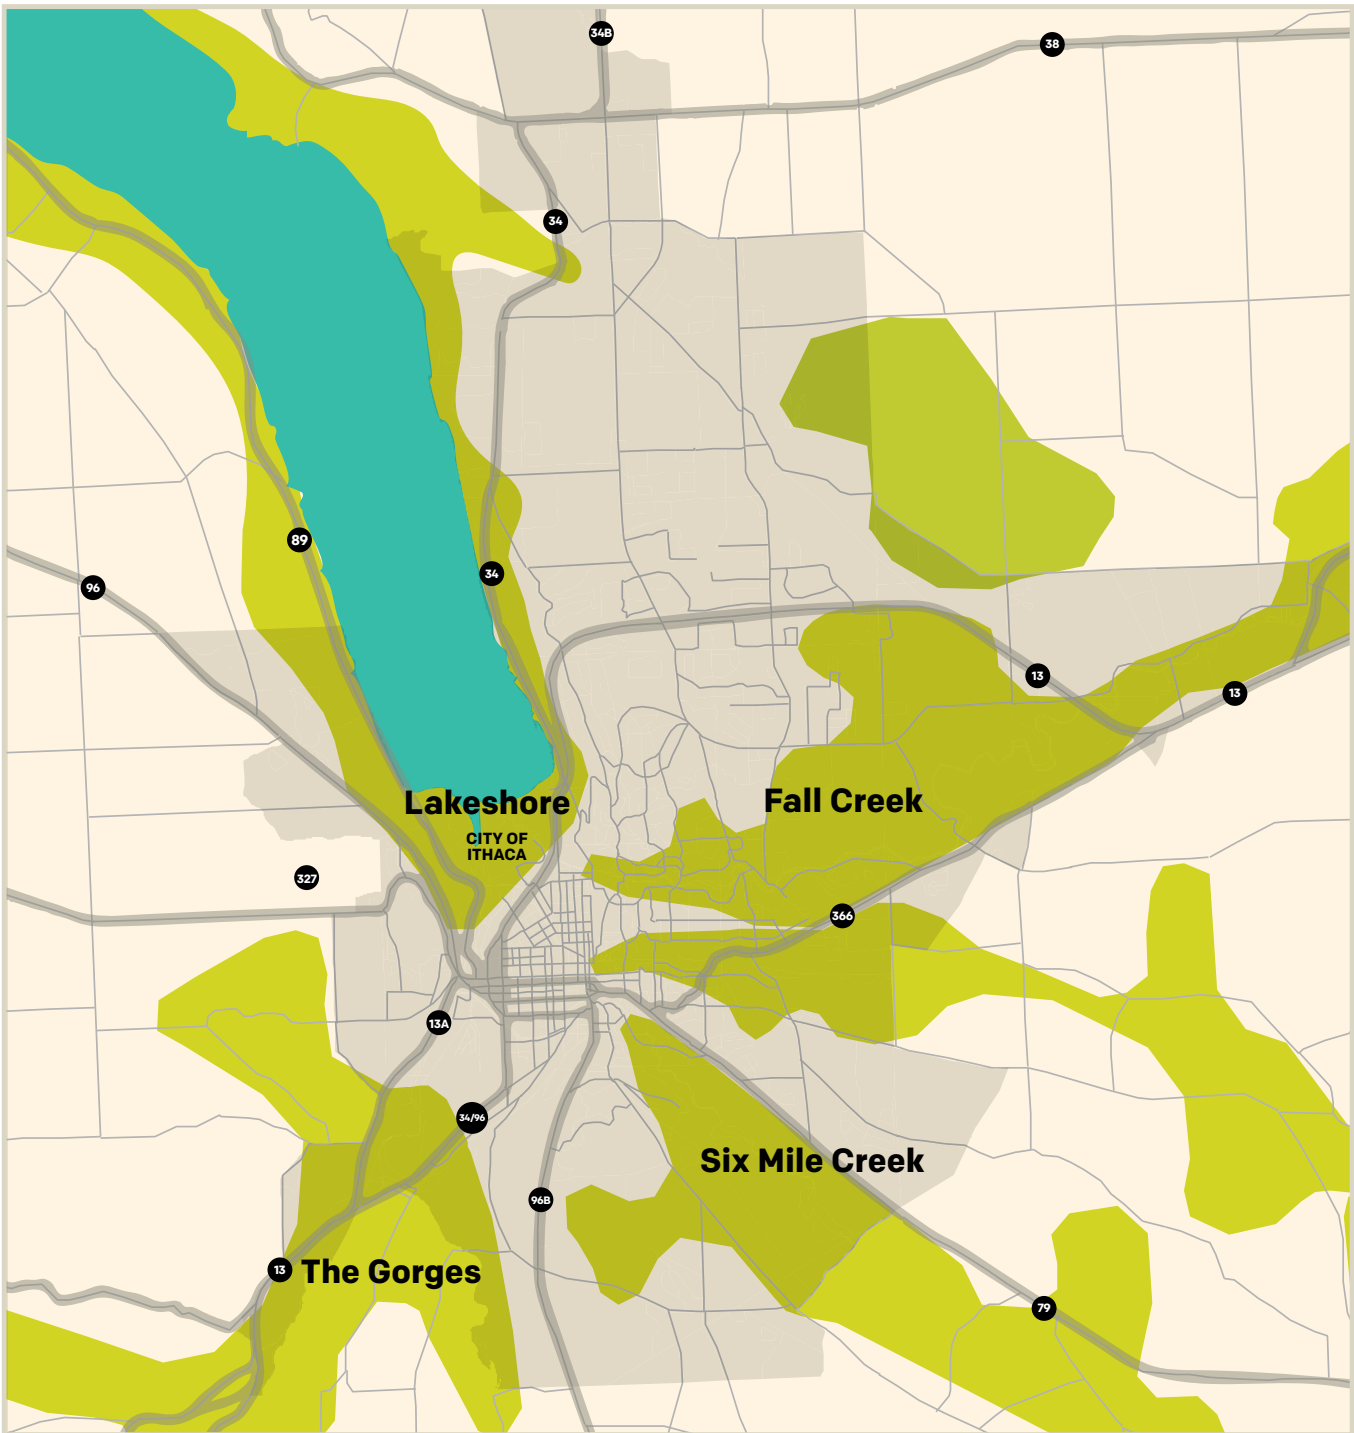 34B
38
34
89
34
96
13
13
Lakeshore
Fall Creek
CITY OF
ITHACA
327
366
13A
34/96
Six Mile Creek
96B
13
The Gorges
79